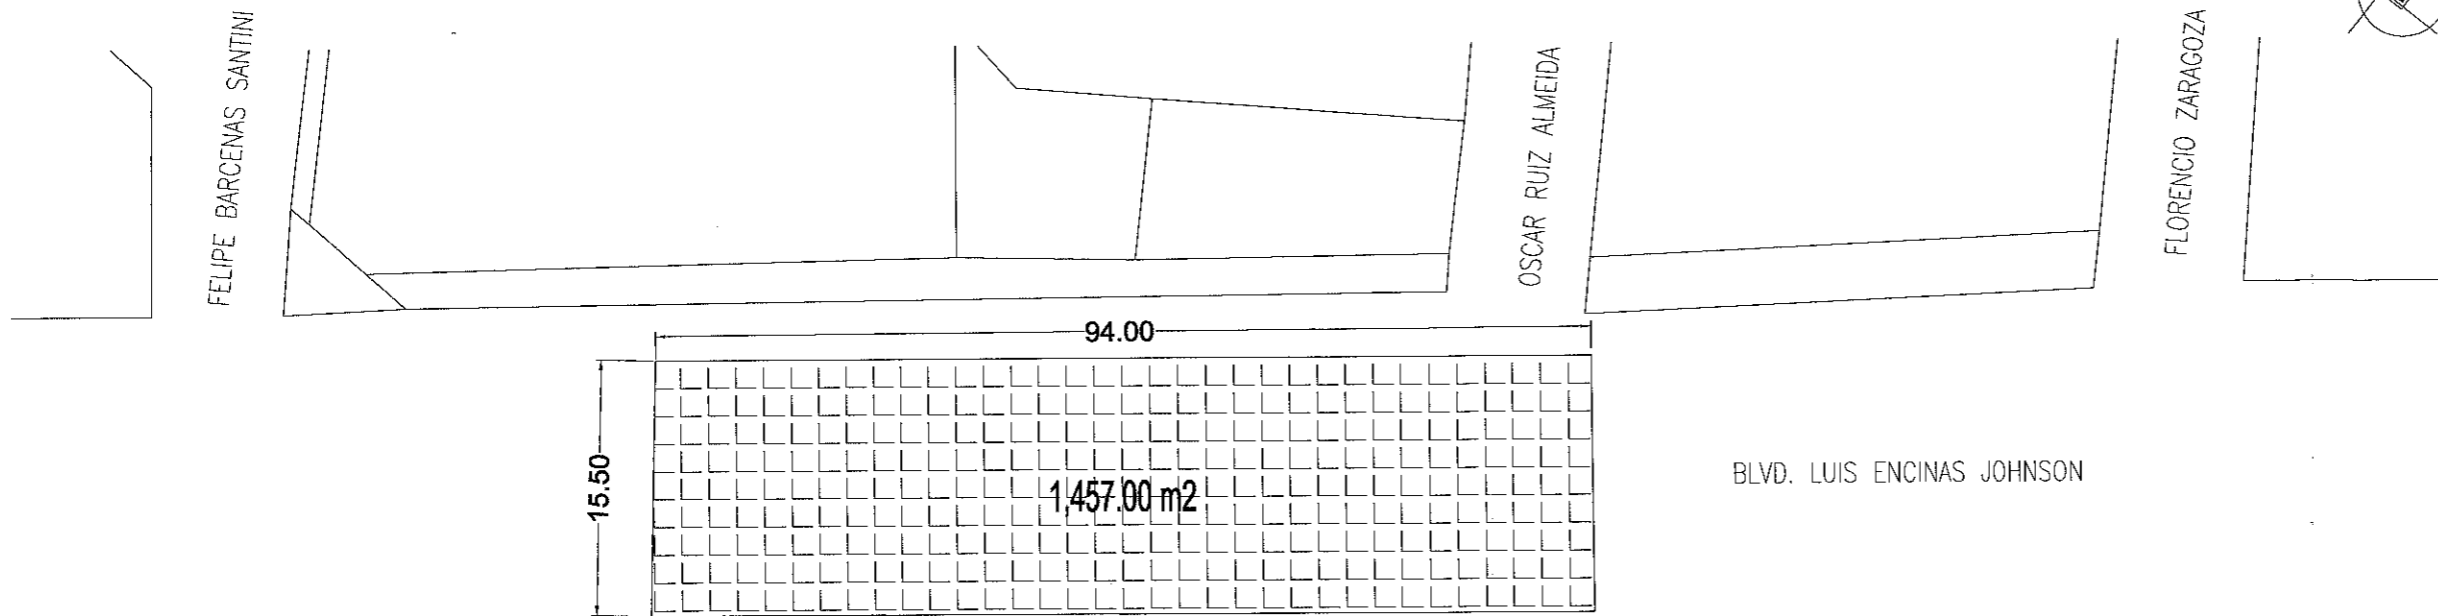 FELIPE BARCENAS SANTINI
OSCAR RUIZ ALMEIDA
FLORENCIO ZARAGOZA
94.00
15.50
1,457.00 m2
BLVD. LUIS ENCINAS JOHNSON